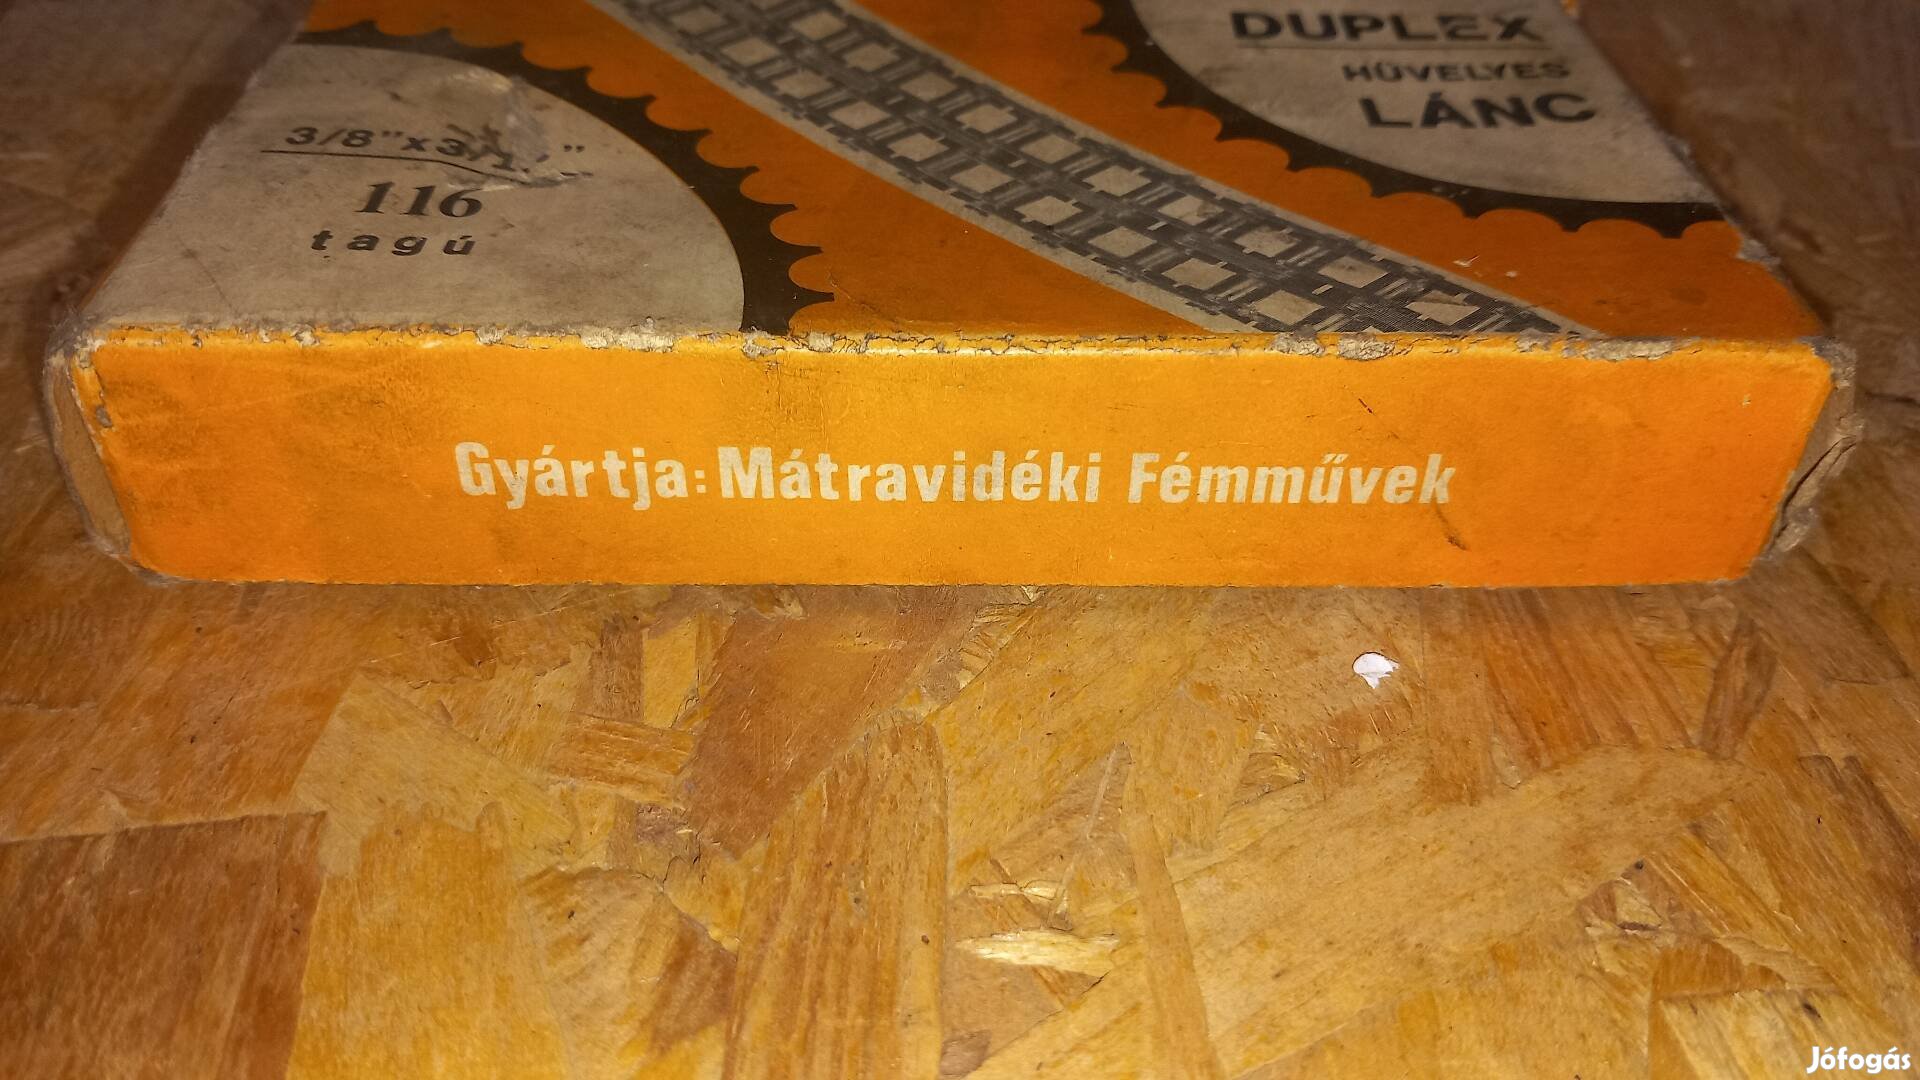 DUPLEX
HÜVELYES
LÁNC
116
tagú
Gyártja: Mátravidéki Fémművek
Jófogás